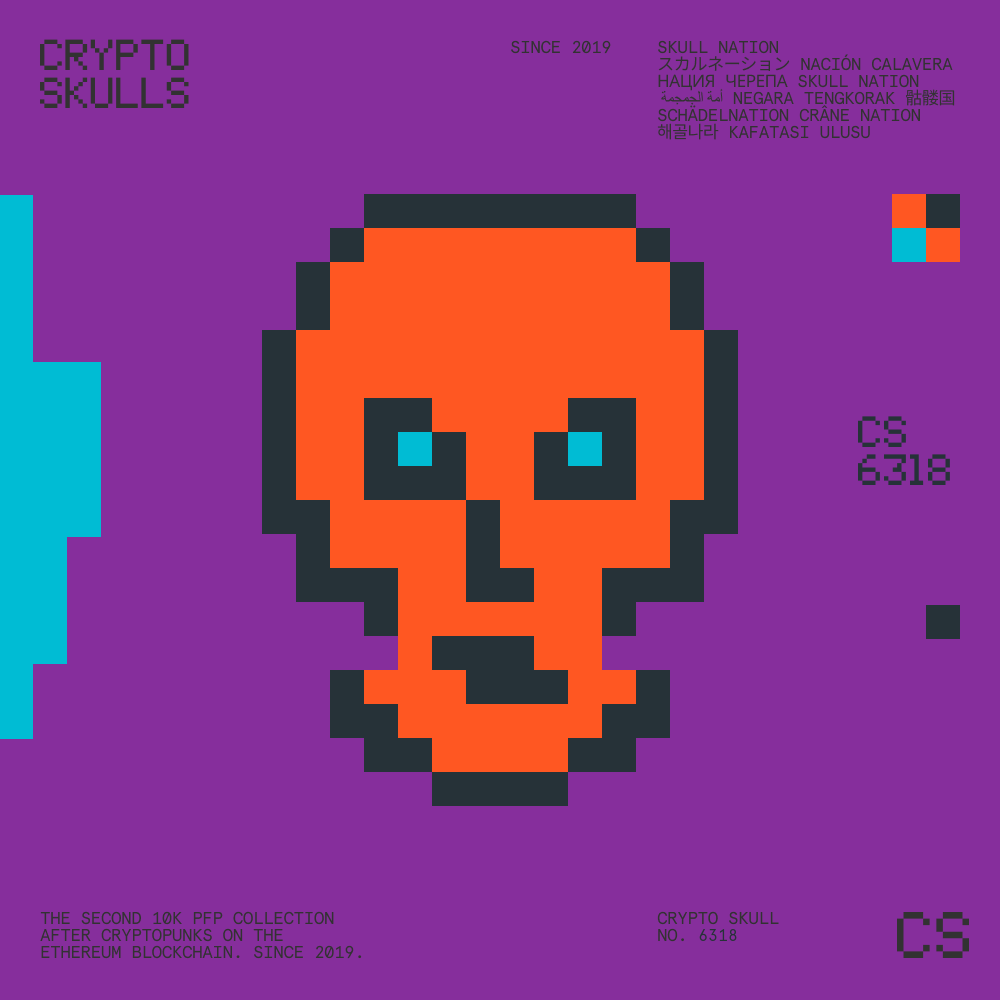 CRYPTO
SKULLS
SINCE 2019
SKULL NATION
スカルネーション NACIÓN CALAVERA
НАЦИЯ ЧЕРЕПА SKULL NATION
أمة الجمجمة NEGARA TENGKORAK 骷髅国
SCHÄDELNATION CRÂNE NATION
해골나라 KAFATASI ULUSU
CS
6318
THE SECOND 10K PFP COLLECTION
AFTER CRYPTOPUNKS ON THE
ETHEREUM BLOCKCHAIN. SINCE 2019.
CRYPTO SKULL
NO. 6318
CS